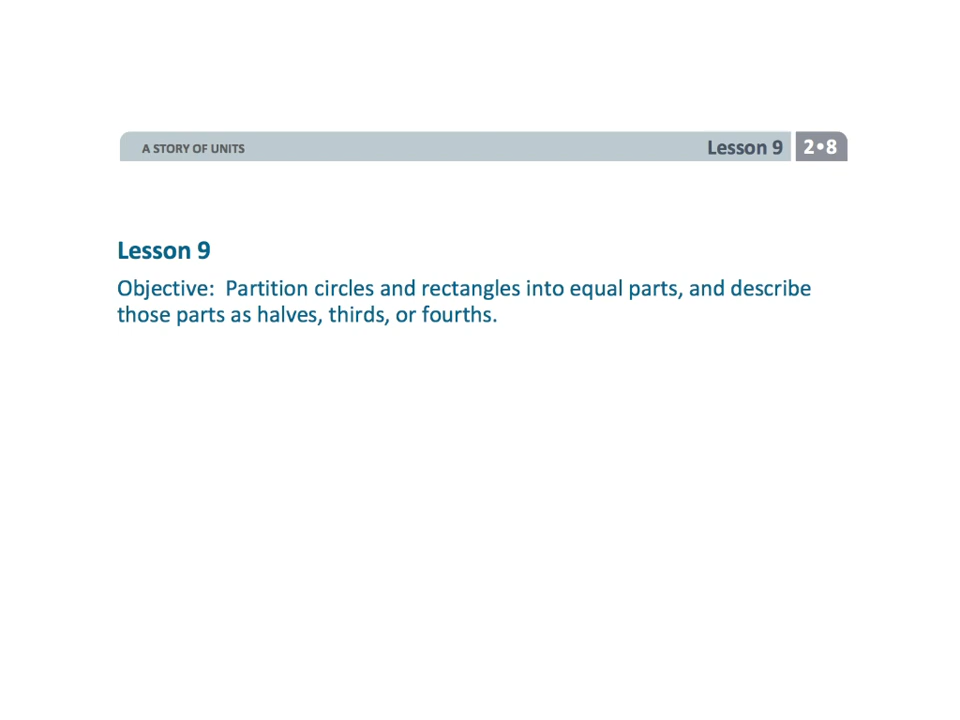 A STORY OF UNITS
Lesson 9
2•8
Lesson 9
Objective:  Partition circles and rectangles into equal parts, and describe
those parts as halves, thirds, or fourths.